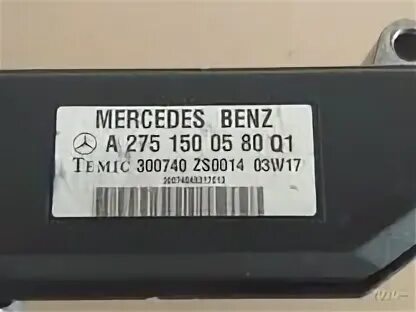 MERCEDES BENZ
A 275 150 05 80 Q1
TEMIC 300740 ZS0014 03W17